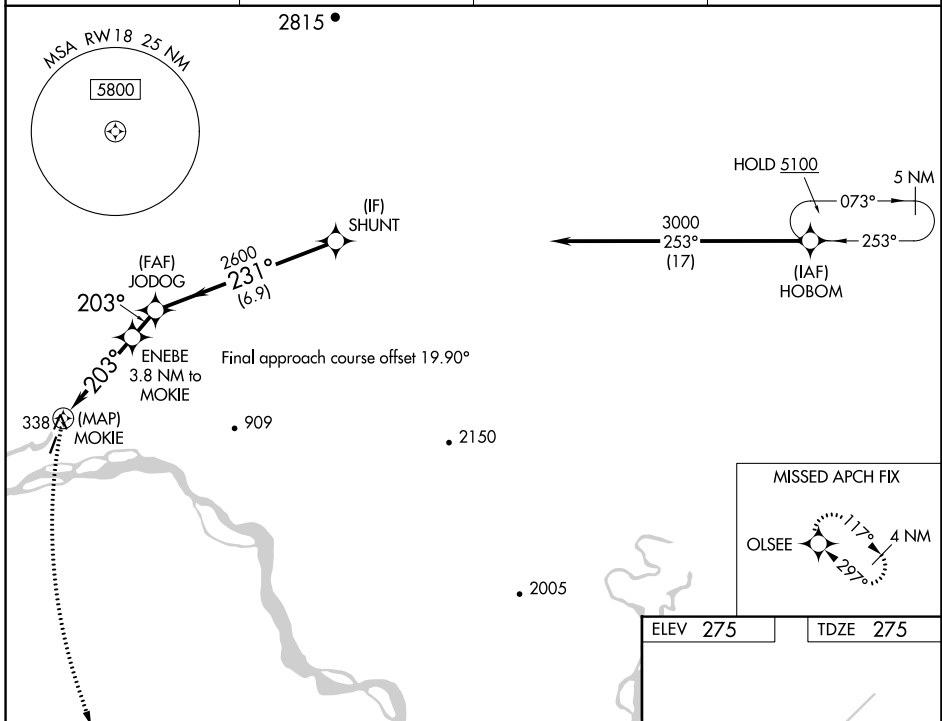 2815
MSA RW18 25 NM
5800
HOLD 5100
5 NM
073°
253°
(IAF)
HOBOM
3000
253°
(17)
(IF)
SHUNT
2600
231°
(6.9)
(FAF)
JODOG
203°
ENEBE
3.8 NM to
MOKIE
Final approach course offset 19.90°
203°
338
(MAP)
MOKIE
909
2150
2005
MISSED APCH FIX
OLSEE
117°
4 NM
297°
ELEV 275
TDZE 275